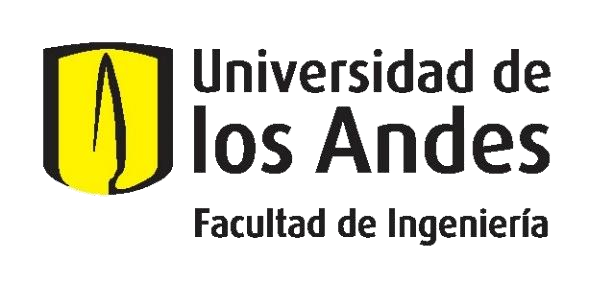 Universidad de
los Andes
Facultad de Ingeniería